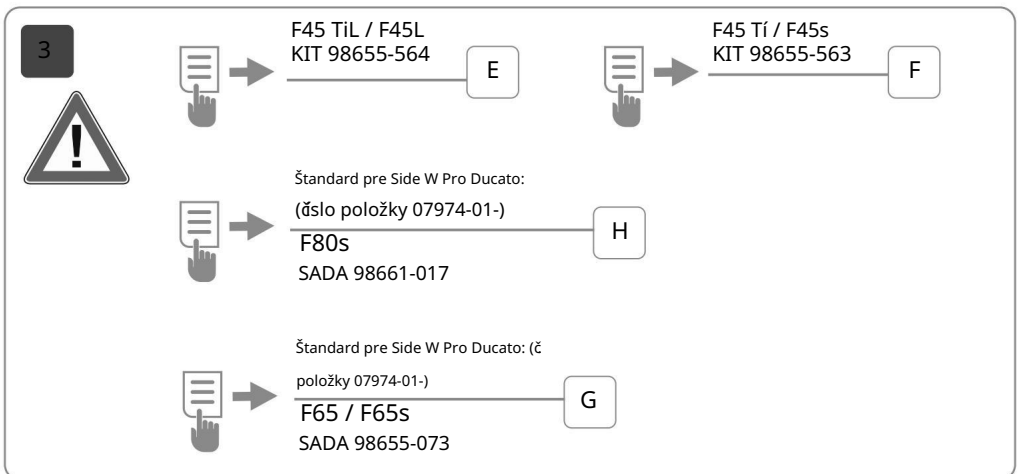 3
F45 TiL / F45L
KIT 98655-564
E
F45 Tí / F45s
KIT 98655-563
F
Štandard pre Side W Pro Ducato:
(číslo položky 07974-01-)
F80s
SADA 98661-017
H
Štandard pre Side W Pro Ducato: (č
položky 07974-01-)
F65 / F65s
SADA 98655-073
G